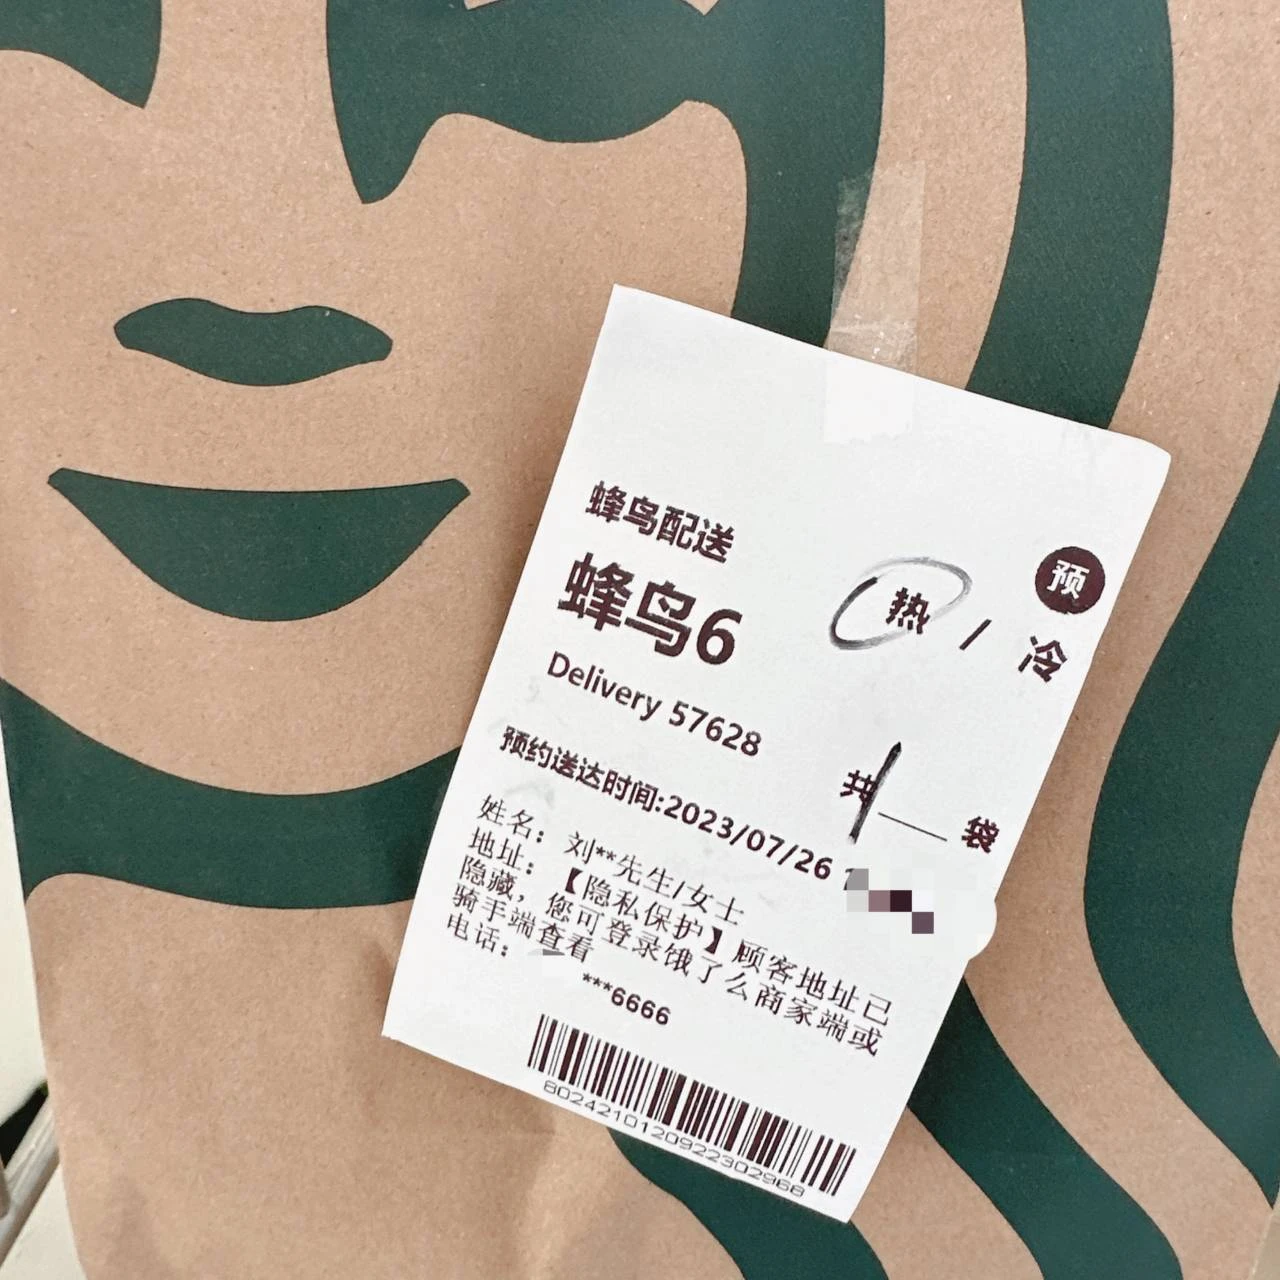 蜂鸟配送
预
蜂鸟6
热 / 冷
Delivery 57628
共1 袋
预约送达时间:2023/07/26
姓名: 刘**先生/女士
地址: 【隐私保护】顾客地址已
隐藏, 您可登录饿了么商家端或
骑手端查看
电话:
***6666
8024210120922302968